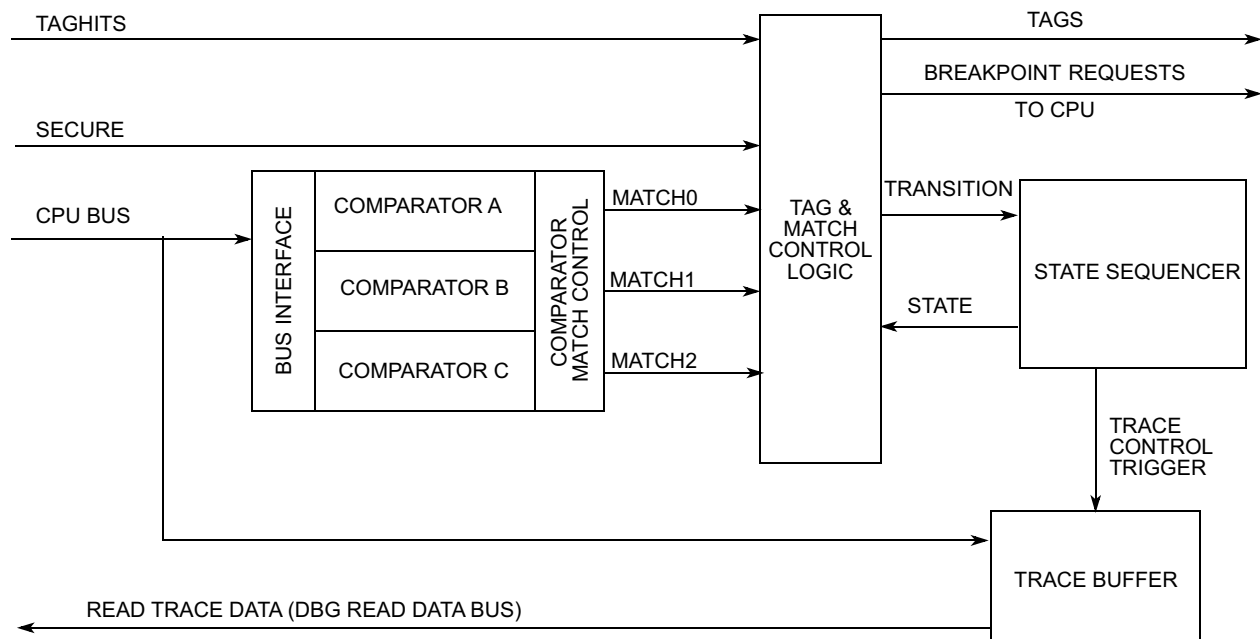 TAGHITS
TAGS
BREAKPOINT REQUESTS
TO CPU
SECURE
CPU BUS
BUS INTERFACE
COMPARATOR A
COMPARATOR B
COMPARATOR C
COMPARATOR
MATCH CONTROL
MATCH0
MATCH1
MATCH2
TAG &
MATCH
CONTROL
LOGIC
TRANSITION
STATE
STATE SEQUENCER
TRACE
CONTROL
TRIGGER
TRACE BUFFER
READ TRACE DATA (DBG READ DATA BUS)